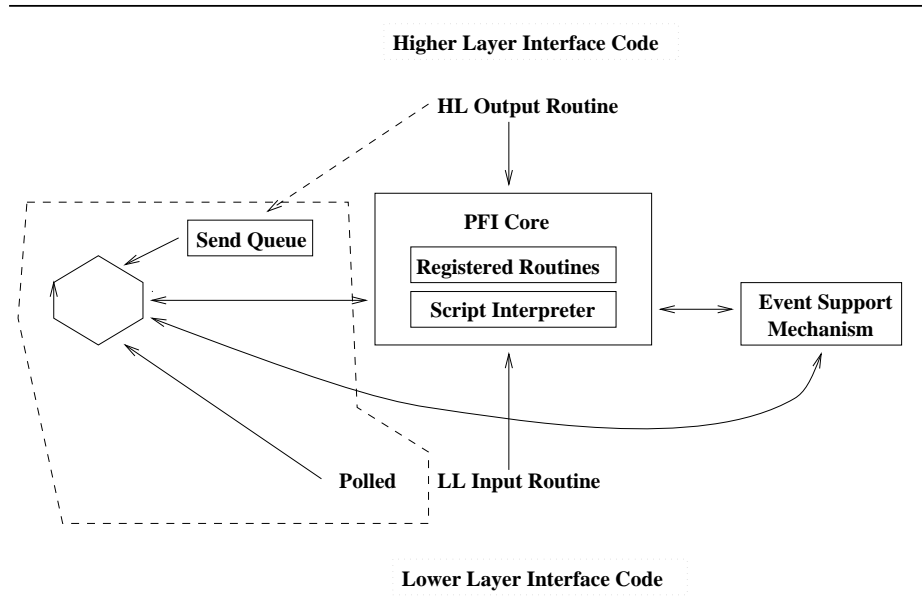 Higher Layer Interface Code
HL Output Routine
PFI Core
Send Queue
Registered Routines
Script Interpreter
Event Support
Mechanism
Polled
LL Input Routine
Lower Layer Interface Code